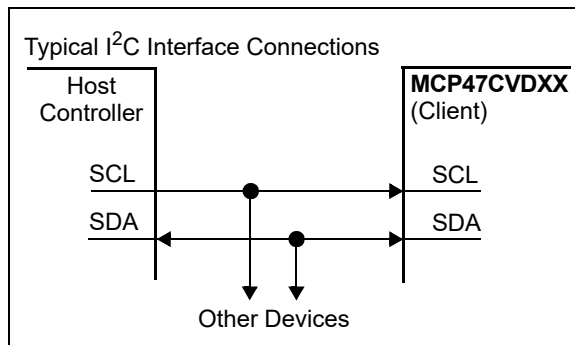 Typical I²C Interface Connections
Host
Controller
MCP47CVDXX
(Client)
SCL
SCL
SDA
SDA
Other Devices